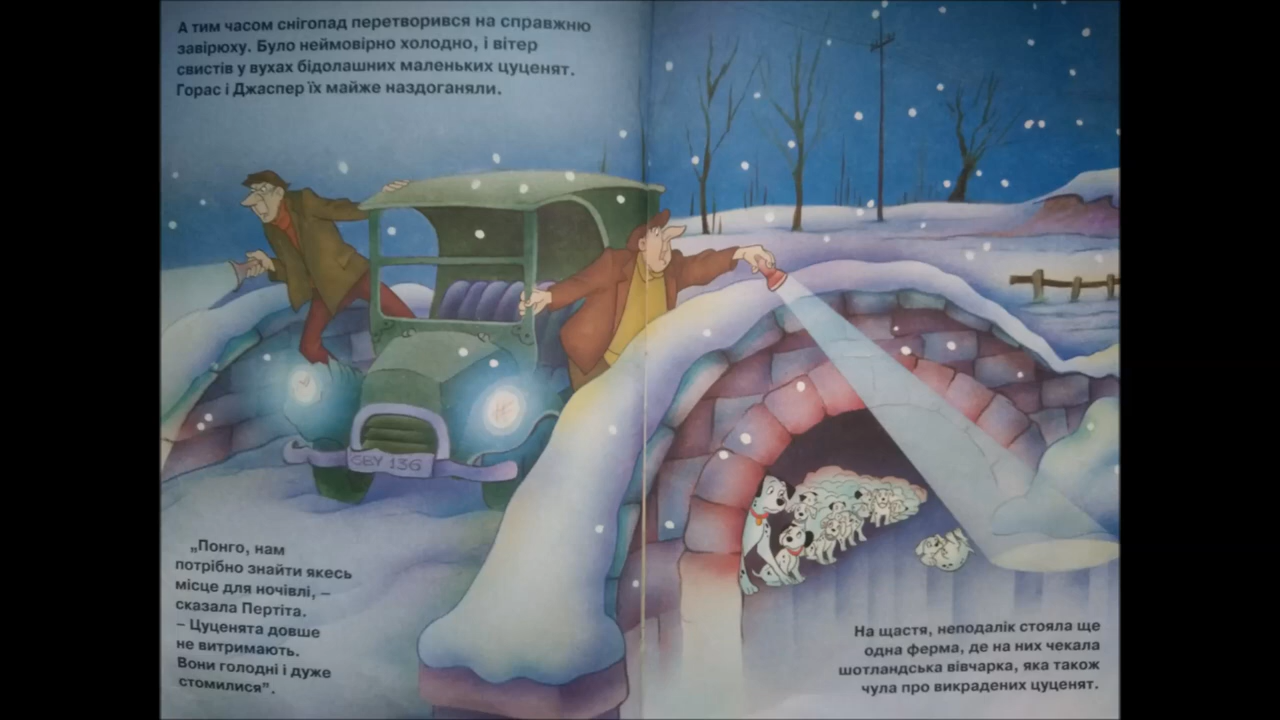 А тим часом снігопад перетворився на справжню
завірюху. Було неймовірно холодно, і вітер
свистів у вухах бідолашних маленьких цуценят.
Горас і Джаспер їх майже наздоганяли.
„Понго, нам
потрібно знайти якесь
місце для ночівлі, –
сказала Пертіта.
– Цуценята довше
не витримають.
Вони голодні і дуже
стомилися”.
На щастя, неподалік стояла ще
одна ферма, де на них чекала
шотландська вівчарка, яка також
чула про викрадених цуценят.